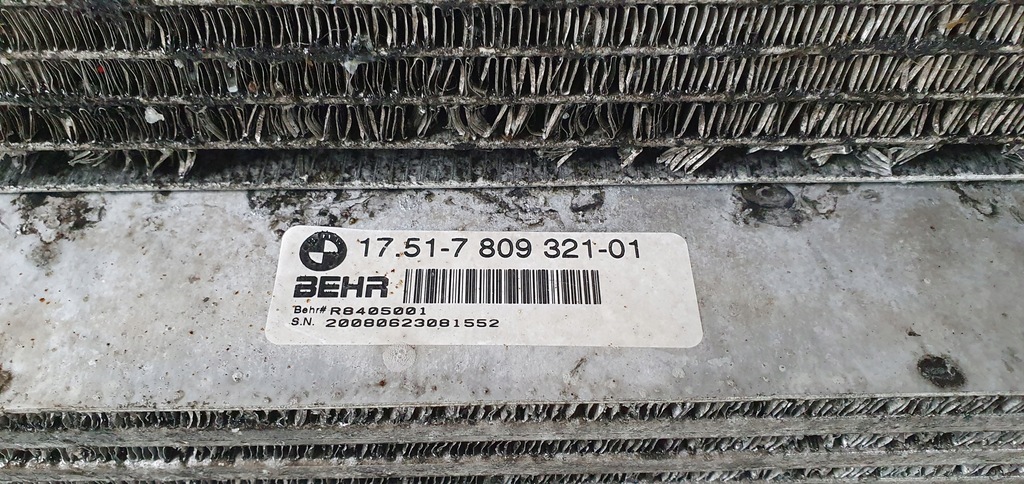 17.51-7 809 321-01
BEHR
Behr# R8405001
S.N. 20080623081552